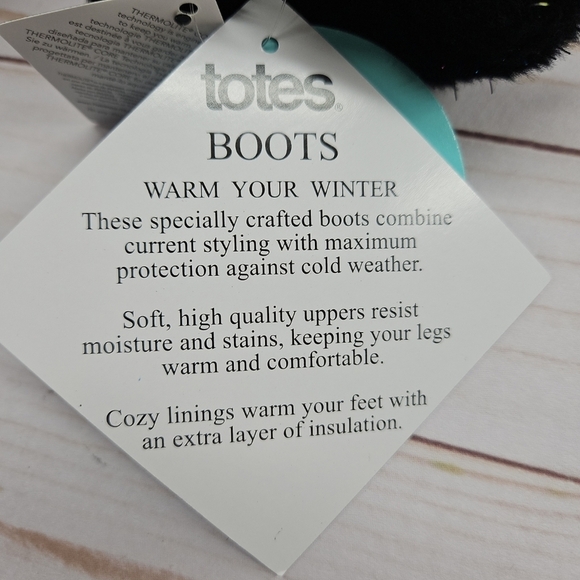 THERMOLITE
totes®
BOOTS
WARM YOUR WINTER
These specially crafted boots combine
current styling with maximum
protection against cold weather.
Soft, high quality uppers resist
moisture and stains, keeping your legs
warm and comfortable.
Cozy linings warm your feet with
an extra layer of insulation.